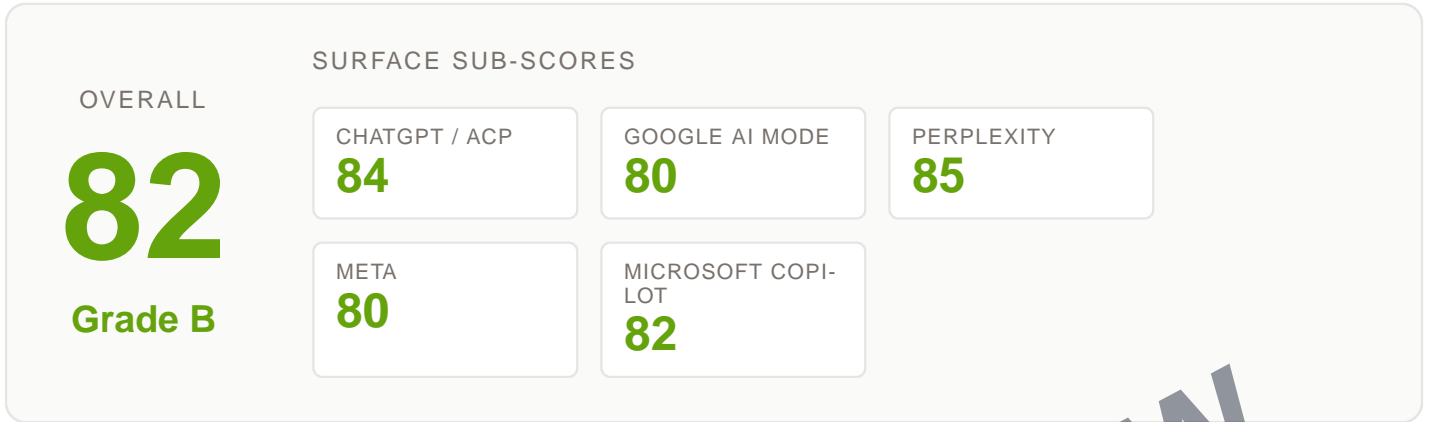 SURFACE SUB-SCORES
OVERALL
82
Grade B
CHATGPT / ACP
84
GOOGLE AI MODE
80
PERPLEXITY
85
META
80
MICROSOFT COPI-
LOT
82